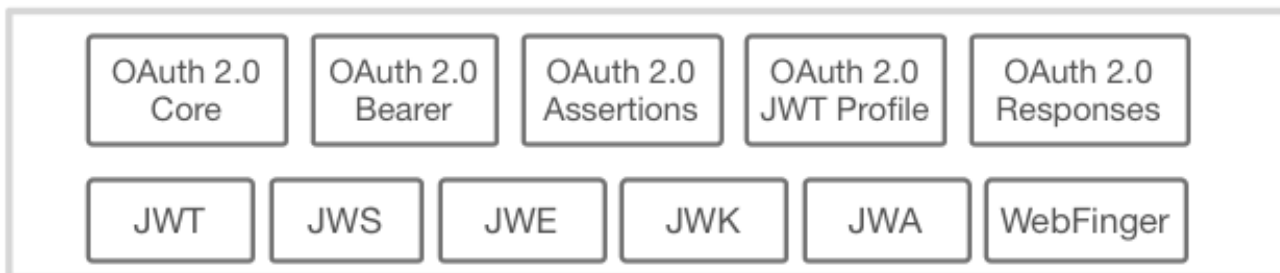 OAuth 2.0
Core
OAuth 2.0
Bearer
OAuth 2.0
Assertions
OAuth 2.0
JWT Profile
OAuth 2.0
Responses
JWT
JWS
JWE
JWK
JWA
WebFinger